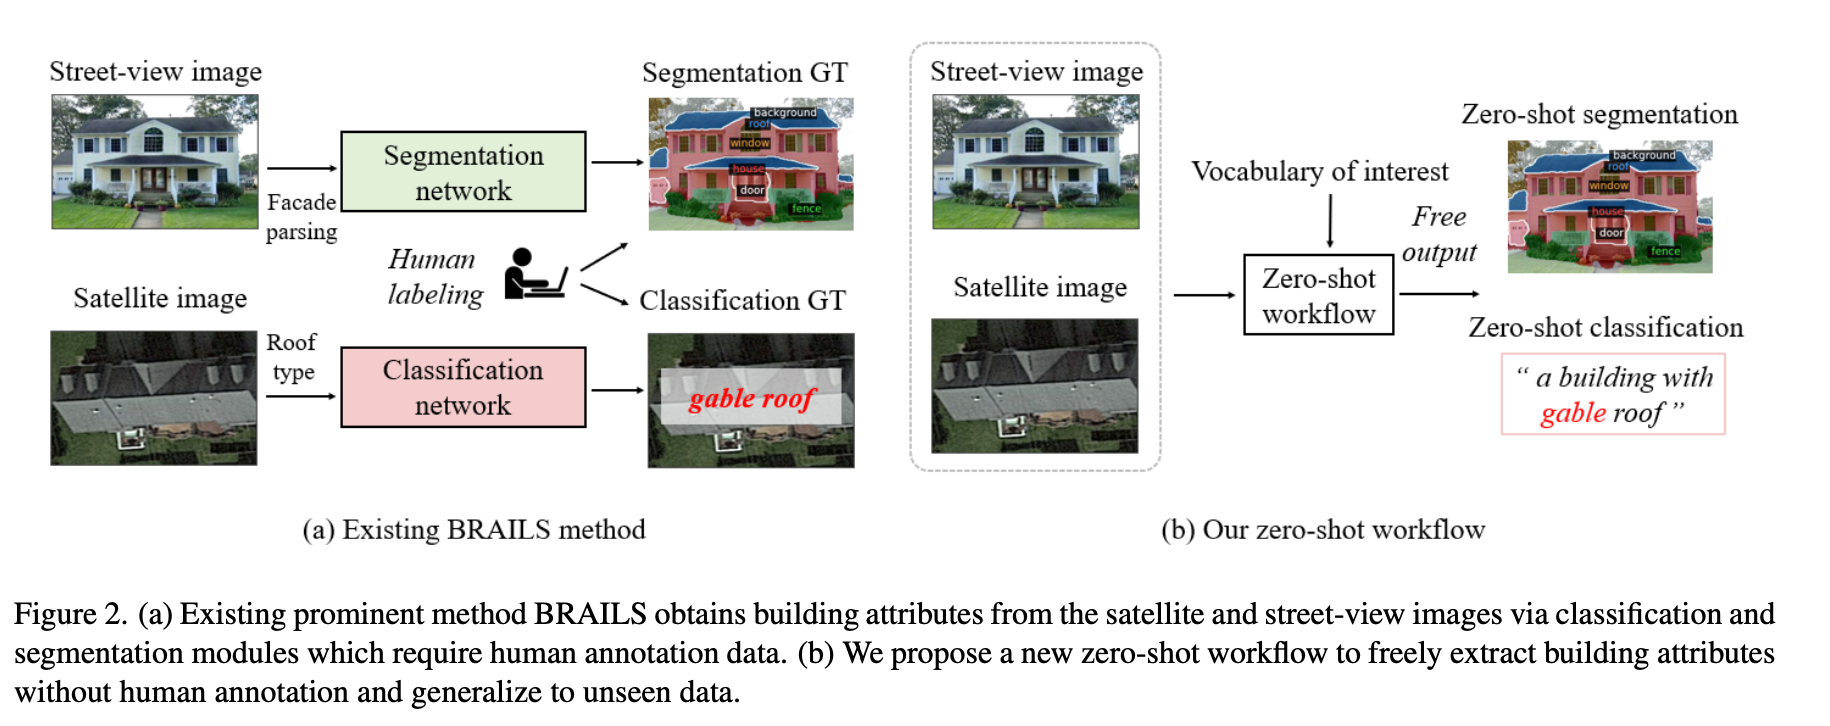 Street-view image
Facade
parsing
Segmentation
network
Segmentation GT
background
roof
window
house
door
fence
Human
labeling
Satellite image
Roof
type
Classification
network
Classification GT
gable roof
(a) Existing BRAILS method
Street-view image
Satellite image
Vocabulary of interest
Zero-shot
workflow
Free
output
Zero-shot segmentation
background
roof
window
house
door
fence
Zero-shot classification
“ a building with
gable roof ”
(b) Our zero-shot workflow
Figure 2. (a) Existing prominent method BRAILS obtains building attributes from the satellite and street-view images via classification and
segmentation modules which require human annotation data. (b) We propose a new zero-shot workflow to freely extract building attributes
without human annotation and generalize to unseen data.